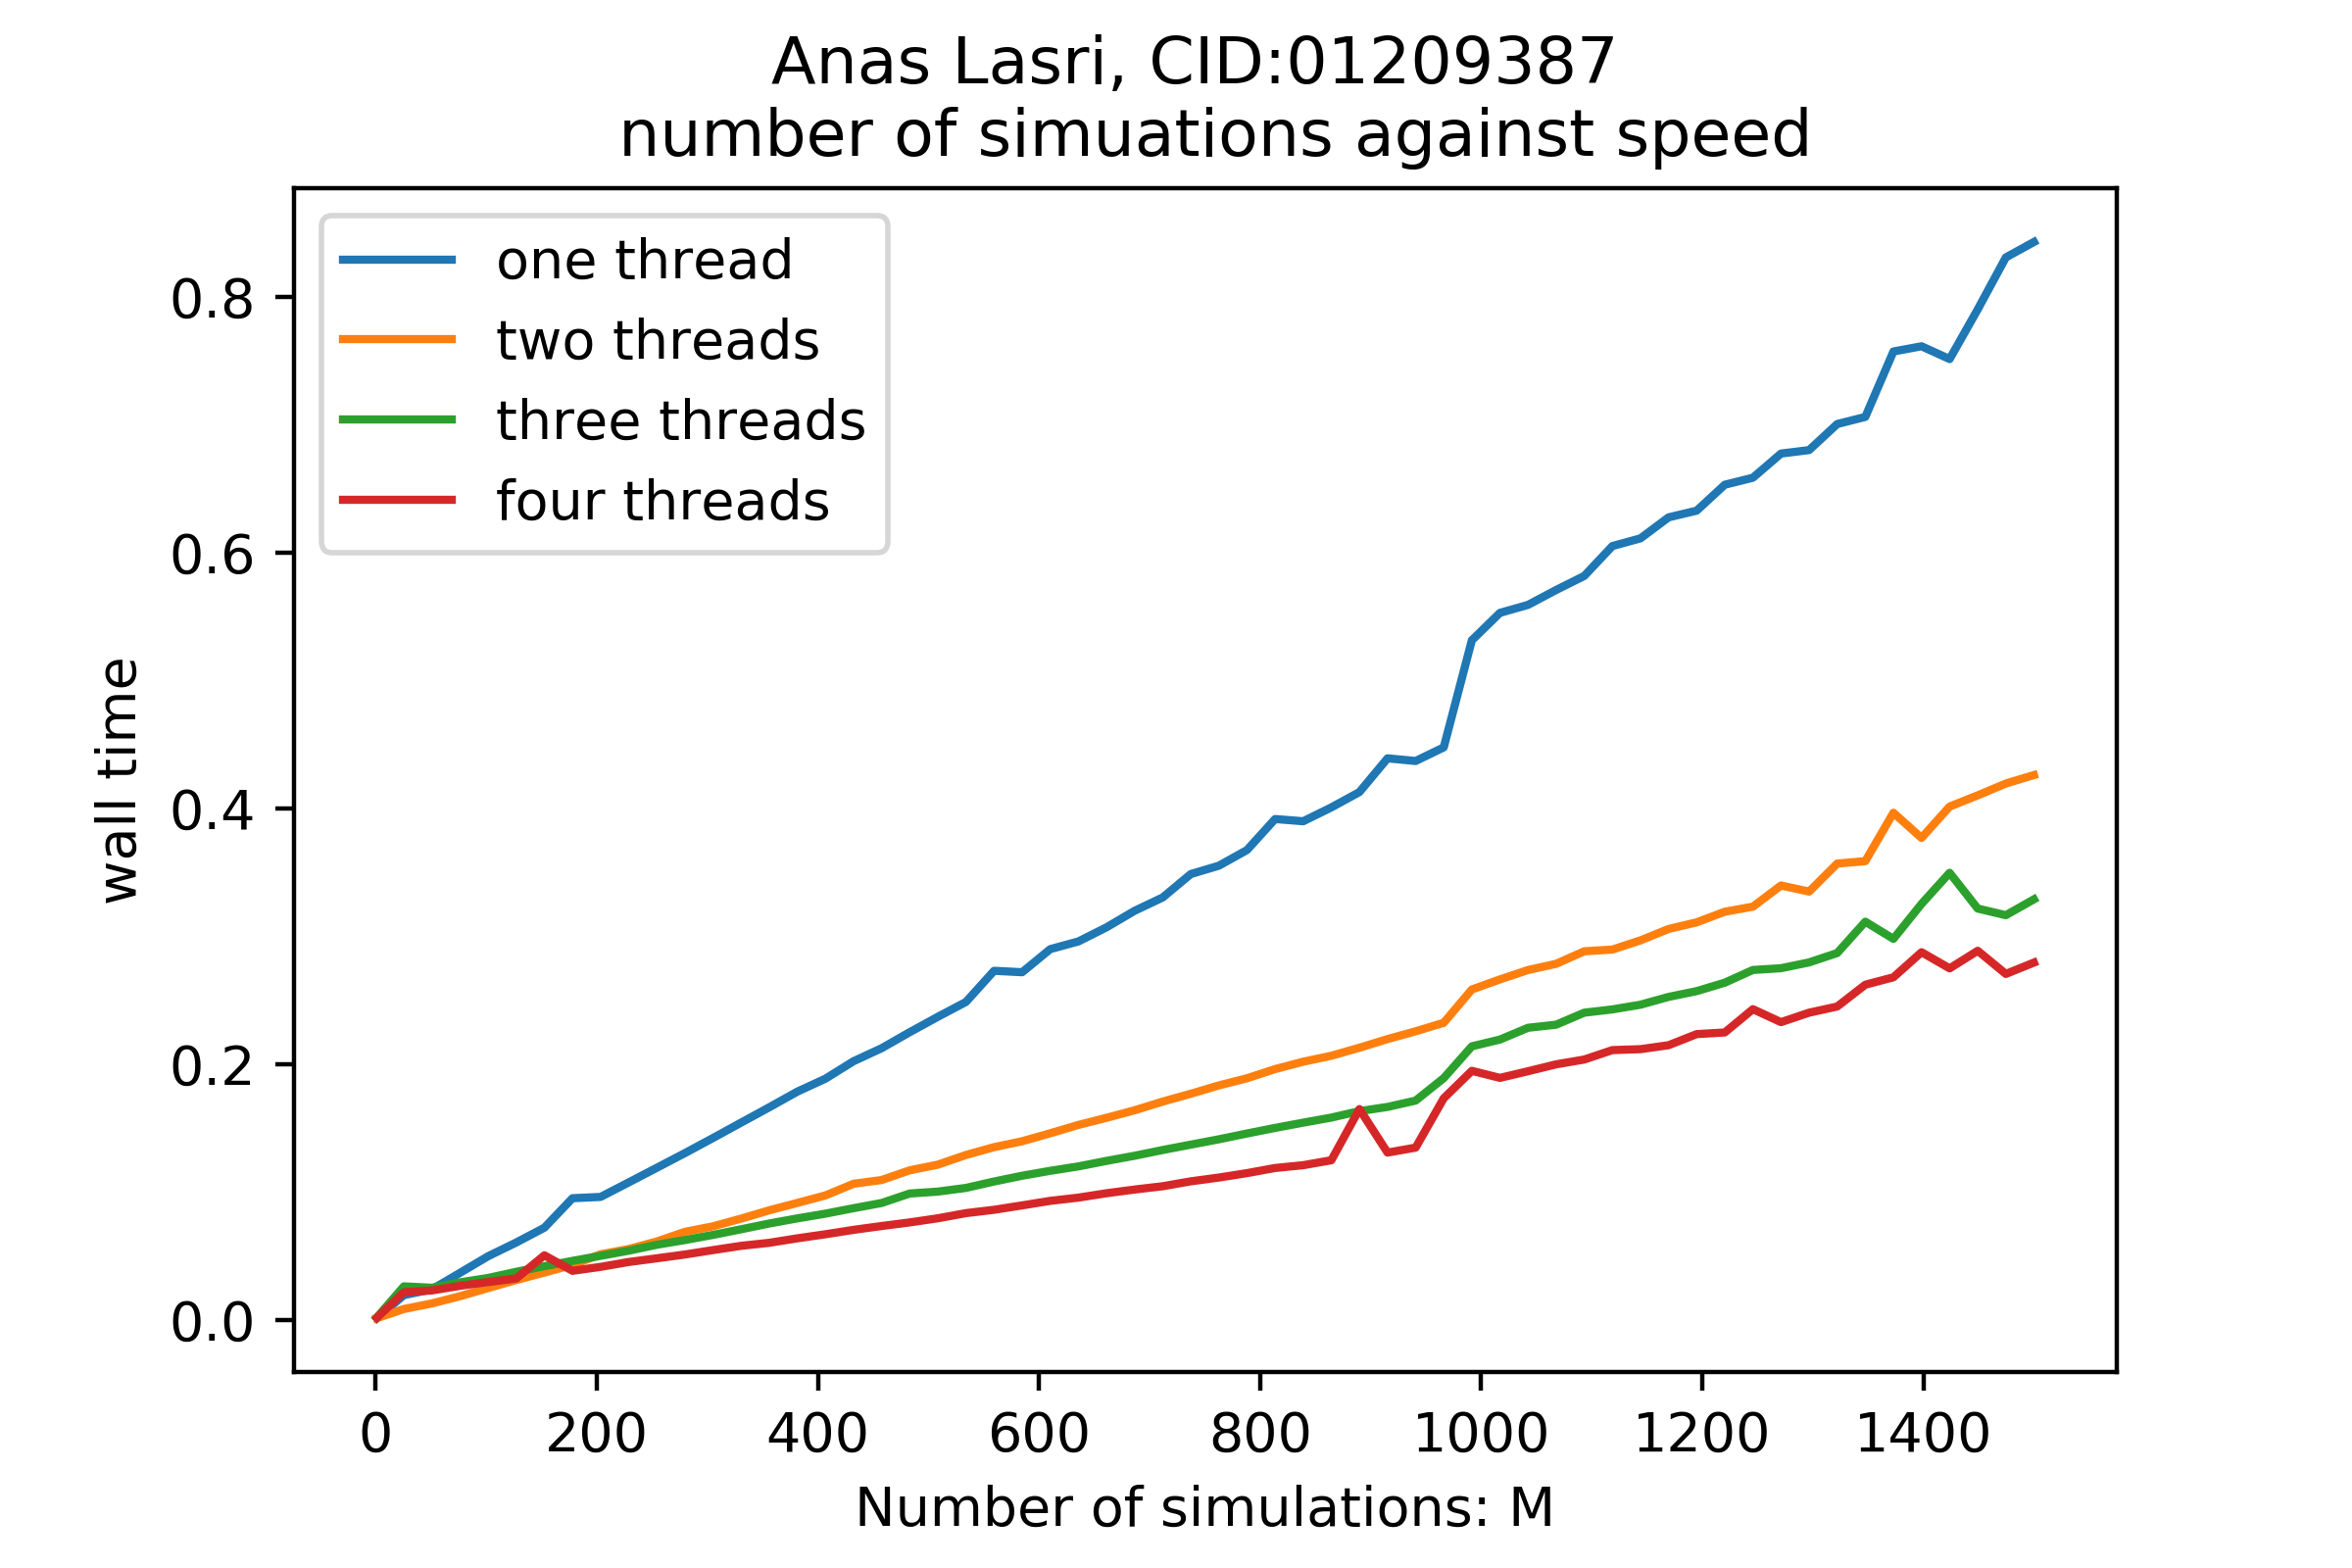 Anas Lasri, CID:01209387
number of simuations against speed
one thread
two threads
three threads
four threads
0.8
0.6
0.4
0.2
0.0
wall time
0 200 400 600 800 1000 1200 1400
Number of simulations: M